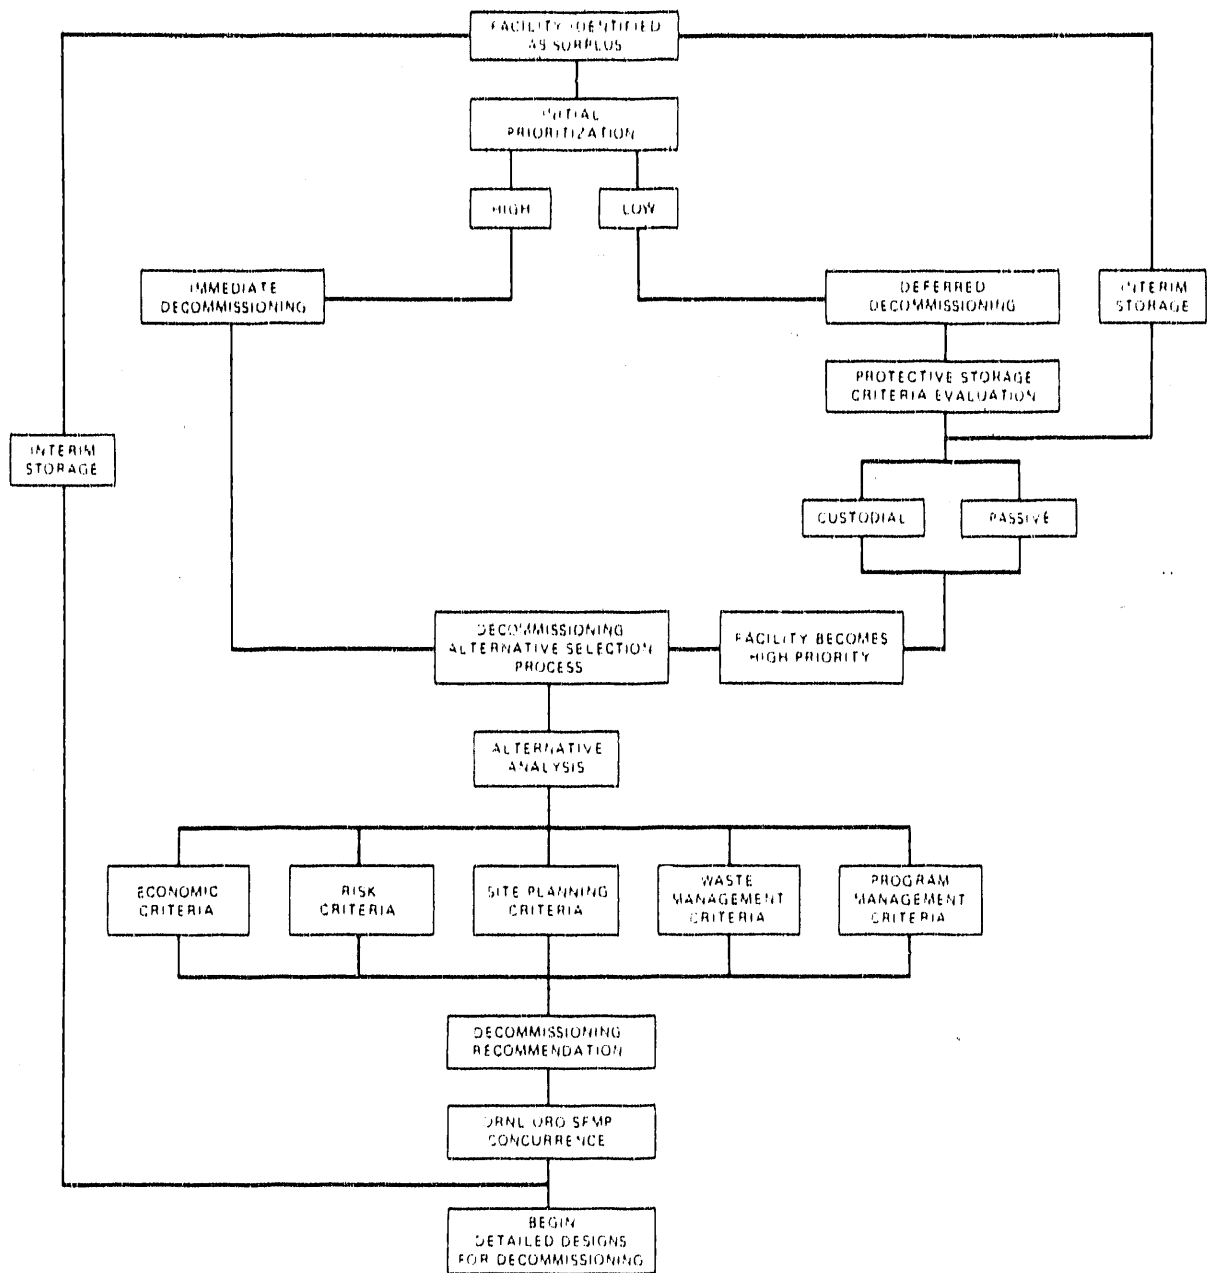 FACILITY IDENTIFIED
AS SURPLUS
INITIAL
PRIORITIZATION
HIGH
LOW
IMMEDIATE
DECOMMISSIONING
DEFERRED
DECOMMISSIONING
INTERIM
STORAGE
PROTECTIVE STORAGE
CRITERIA EVALUATION
INTERIM
STORAGE
CUSTODIAL
PASSIVE
DECOMMISSIONING
ALTERNATIVE SELECTION
PROCESS
FACILITY BECOMES
HIGH PRIORITY
ALTERNATIVE
ANALYSIS
ECONOMIC
CRITERIA
RISK
CRITERIA
SITE PLANNING
CRITERIA
WASTE
MANAGEMENT
CRITERIA
PROGRAM
MANAGEMENT
CRITERIA
DECOMMISSIONING
RECOMMENDATION
ORNL ORO SFMP
CONCURRENCE
BEGIN
DETAILED DESIGNS
FOR DECOMMISSIONING